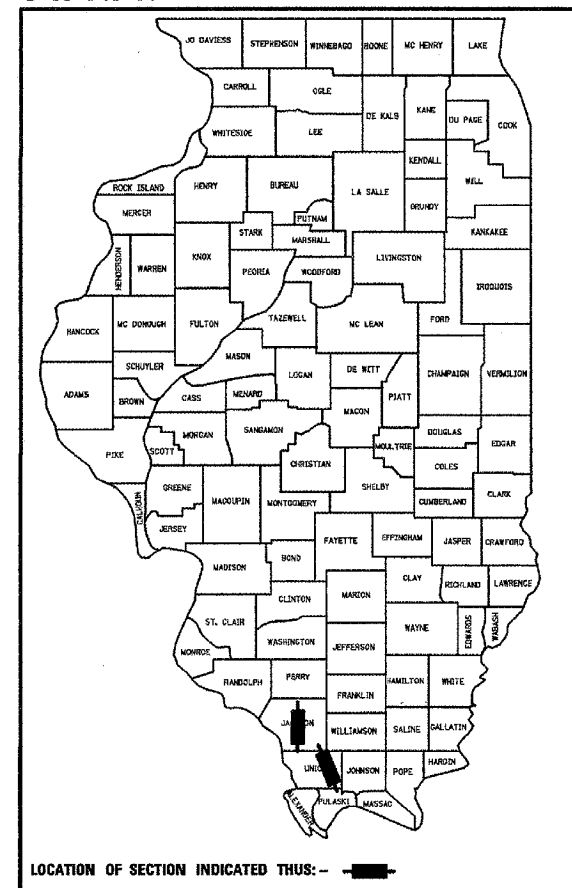 JO DAVIESS
STEPHENSON
WINNEBAGO
BOONE
MC HENRY
LAKE
CARROLL
OGLE
DE KALB
KANE
DU PAGE
COOK
WHITESIDE
LEE
KENDALL
WILL
ROCK ISLAND
HENRY
BUREAU
LA SALLE
GRUNDY
MERCER
PUTNAM
KANKAKEE
STARK
MARSHALL
HENDERSON
WARREN
KNOX
PEORIA
WOODFORD
LIVINGSTON
IROQUOIS
HANCOCK
MC DONOUGH
FULTON
TAZEWELL
MC LEAN
FORD
MASON
SCHUYLER
LOGAN
DE WITT
CHAMPAIGN
VERMILION
ADAMS
BROWN
CASS
MENARD
MACON
PIATT
PIKE
SCOTT
MORGAN
SANGAMON
MOULTRIE
DOUGLAS
EDGAR
CHRISTIAN
COLES
CALHOUN
GREENE
MACOUPIN
MONTGOMERY
SHELBY
CUMBERLAND
CLARK
JERSEY
FAYETTE
EFFINGHAM
JASPER
CRAWFORD
MADISON
BOND
CLAY
RICHLAND
LAWRENCE
CLINTON
MARION
ST. CLAIR
WAYNE
EDWARDS
WABASH
MONROE
WASHINGTON
JEFFERSON
RANDOLPH
PERRY
HAMILTON
WHITE
FRANKLIN
WILLIAMSON
SALINE
GALLATIN
JOHNSON
POPE
HARDIN
ALEXANDER
PULASKI
MASSAC
LOCATION OF SECTION INDICATED THUS: -